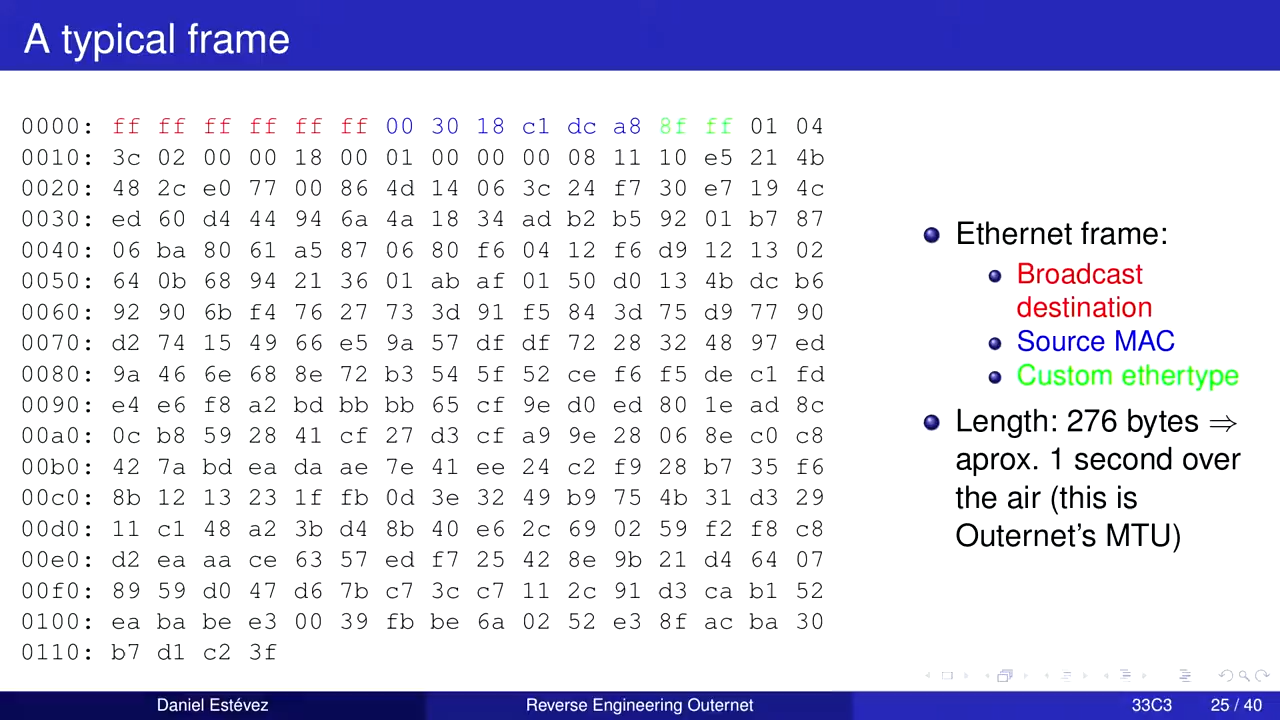 A typical frame
0000: ff ff ff ff ff ff 00 30 18 c1 dc a8 8f ff 01 04
0010: 3c 02 00 00 18 00 01 00 00 00 08 11 10 e5 21 4b
0020: 48 2c e0 77 00 86 4d 14 06 3c 24 f7 30 e7 19 4c
0030: ed 60 d4 44 94 6a 4a 18 34 ad b2 b5 92 01 b7 87
0040: 06 ba 80 61 a5 87 06 80 f6 04 12 f6 d9 12 13 02
0050: 64 0b 68 94 21 36 01 ab af 01 50 d0 13 4b dc b6
0060: 92 90 6b f4 76 27 73 3d 91 f5 84 3d 75 d9 77 90
0070: d2 74 15 49 66 e5 9a 57 df df 72 28 32 48 97 ed
0080: 9a 46 6e 68 8e 72 b3 54 5f 52 ce f6 f5 de c1 fd
0090: e4 e6 f8 a2 bd bb bb 65 cf 9e d0 ed 80 1e ad 8c
00a0: 0c b8 59 28 41 cf 27 d3 cf a9 9e 28 06 8e c0 c8
00b0: 42 7a bd ea da ae 7e 41 ee 24 c2 f9 28 b7 35 f6
00c0: 8b 12 13 23 1f fb 0d 3e 32 49 b9 75 4b 31 d3 29
00d0: 11 c1 48 a2 3b d4 8b 40 e6 2c 69 02 59 f2 f8 c8
00e0: d2 ea aa ce 63 57 ed f7 25 42 8e 9b 21 d4 64 07
00f0: 89 59 d0 47 d6 7b c7 3c c7 11 2c 91 d3 ca b1 52
0100: ea ba be e3 00 39 fb be 6a 02 52 e3 8f ac ba 30
0110: b7 d1 c2 3f
Ethernet frame:
Broadcast
destination
Source MAC
Custom ethertype
Length: 276 bytes ⇒
aprox. 1 second over
the air (this is
Outernet's MTU)
Daniel Estévez
Reverse Engineering Outernet
33C3
25 / 40